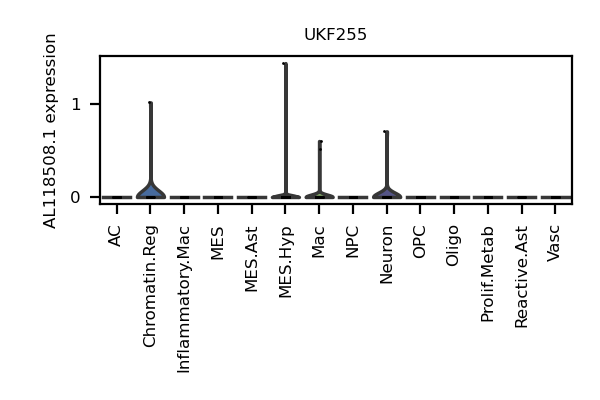 UKF255
AL118508.1 expression
1
0
AC
Chromatin.Reg
Inflammatory.Mac
MES
MES.Ast
MES.Hyp
Mac
NPC
Neuron
OPC
Oligo
Prolif.Metab
Reactive.Ast
Vasc